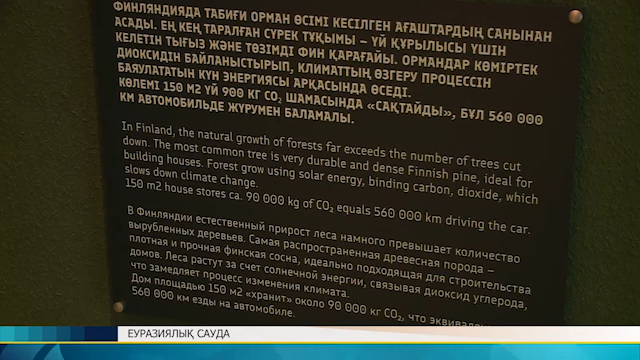 ФИНЛЯНДИЯДА ТАБИҒИ ОРМАН ӨСІМІ КЕСІЛГЕН АҒАШТАРДЫҢ САНЫНАН
АСАДЫ. ЕҢ КЕҢ ТАРАЛҒАН СҮРЕК ТҰҚЫМЫ – ҮЙ ҚҰРЫЛЫСЫ ҮШІН
КЕЛЕТІН ТЫҒЫЗ ЖӘНЕ ТӨЗІМДІ ФИН ҚАРАҒАЙЫ. ОРМАНДАР КӨМІРТЕК
ДИОКСИДІН БАЙЛАНЫСТЫРЫП, КЛИМАТТЫҢ ӨЗГЕРУ ПРОЦЕССІН
БАЯУЛАТАТЫН КҮН ЭНЕРГИЯСЫ АРҚАСЫНДА ӨСЕДІ.
КӨЛЕМІ 150 М2 ҮЙ 900 КГ CO₂ ШАМАСЫНДА «САҚТАЙДЫ», БҰЛ 560 000
КМ АВТОМОБИЛЬДЕ ЖҮРУМЕН БАЛАМАЛЫ.
In Finland, the natural growth of forests far exceeds the number of trees cut
down. The most common tree is very durable and dense Finnish pine, ideal for
building houses. Forest grow using solar energy, binding carbon, dioxide, which
slows down climate change.
150 m2 house stores ca. 90 000 kg of CO₂ equals 560 000 km driving the car.
В Финляндии естественный прирост леса намного превышает количество
вырубленных деревьев. Самая распространенная древесная порода –
плотная и прочная финская сосна, идеально подходящая для строительства
домов. Леса растут за счет солнечной энергии, связывая диоксид углерода,
что замедляет процесс изменения климата.
Дом площадью 150 м2 «хранит» около 90 000 кг CO₂, что эквивален
560 000 км езды на автомобиле.
ЕУРАЗИЯЛЫҚ САУДА